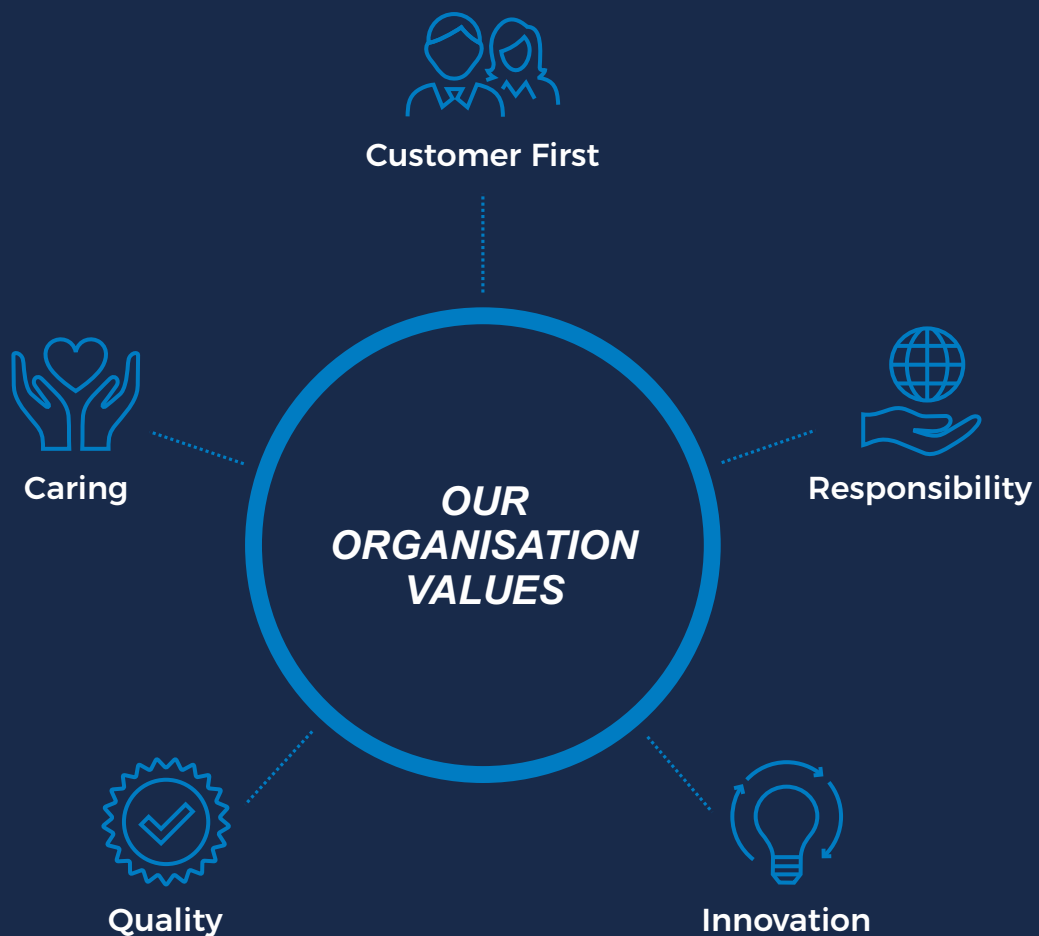 Customer First
Caring
Responsibility
OUR
ORGANISATION
VALUES
Quality
Innovation